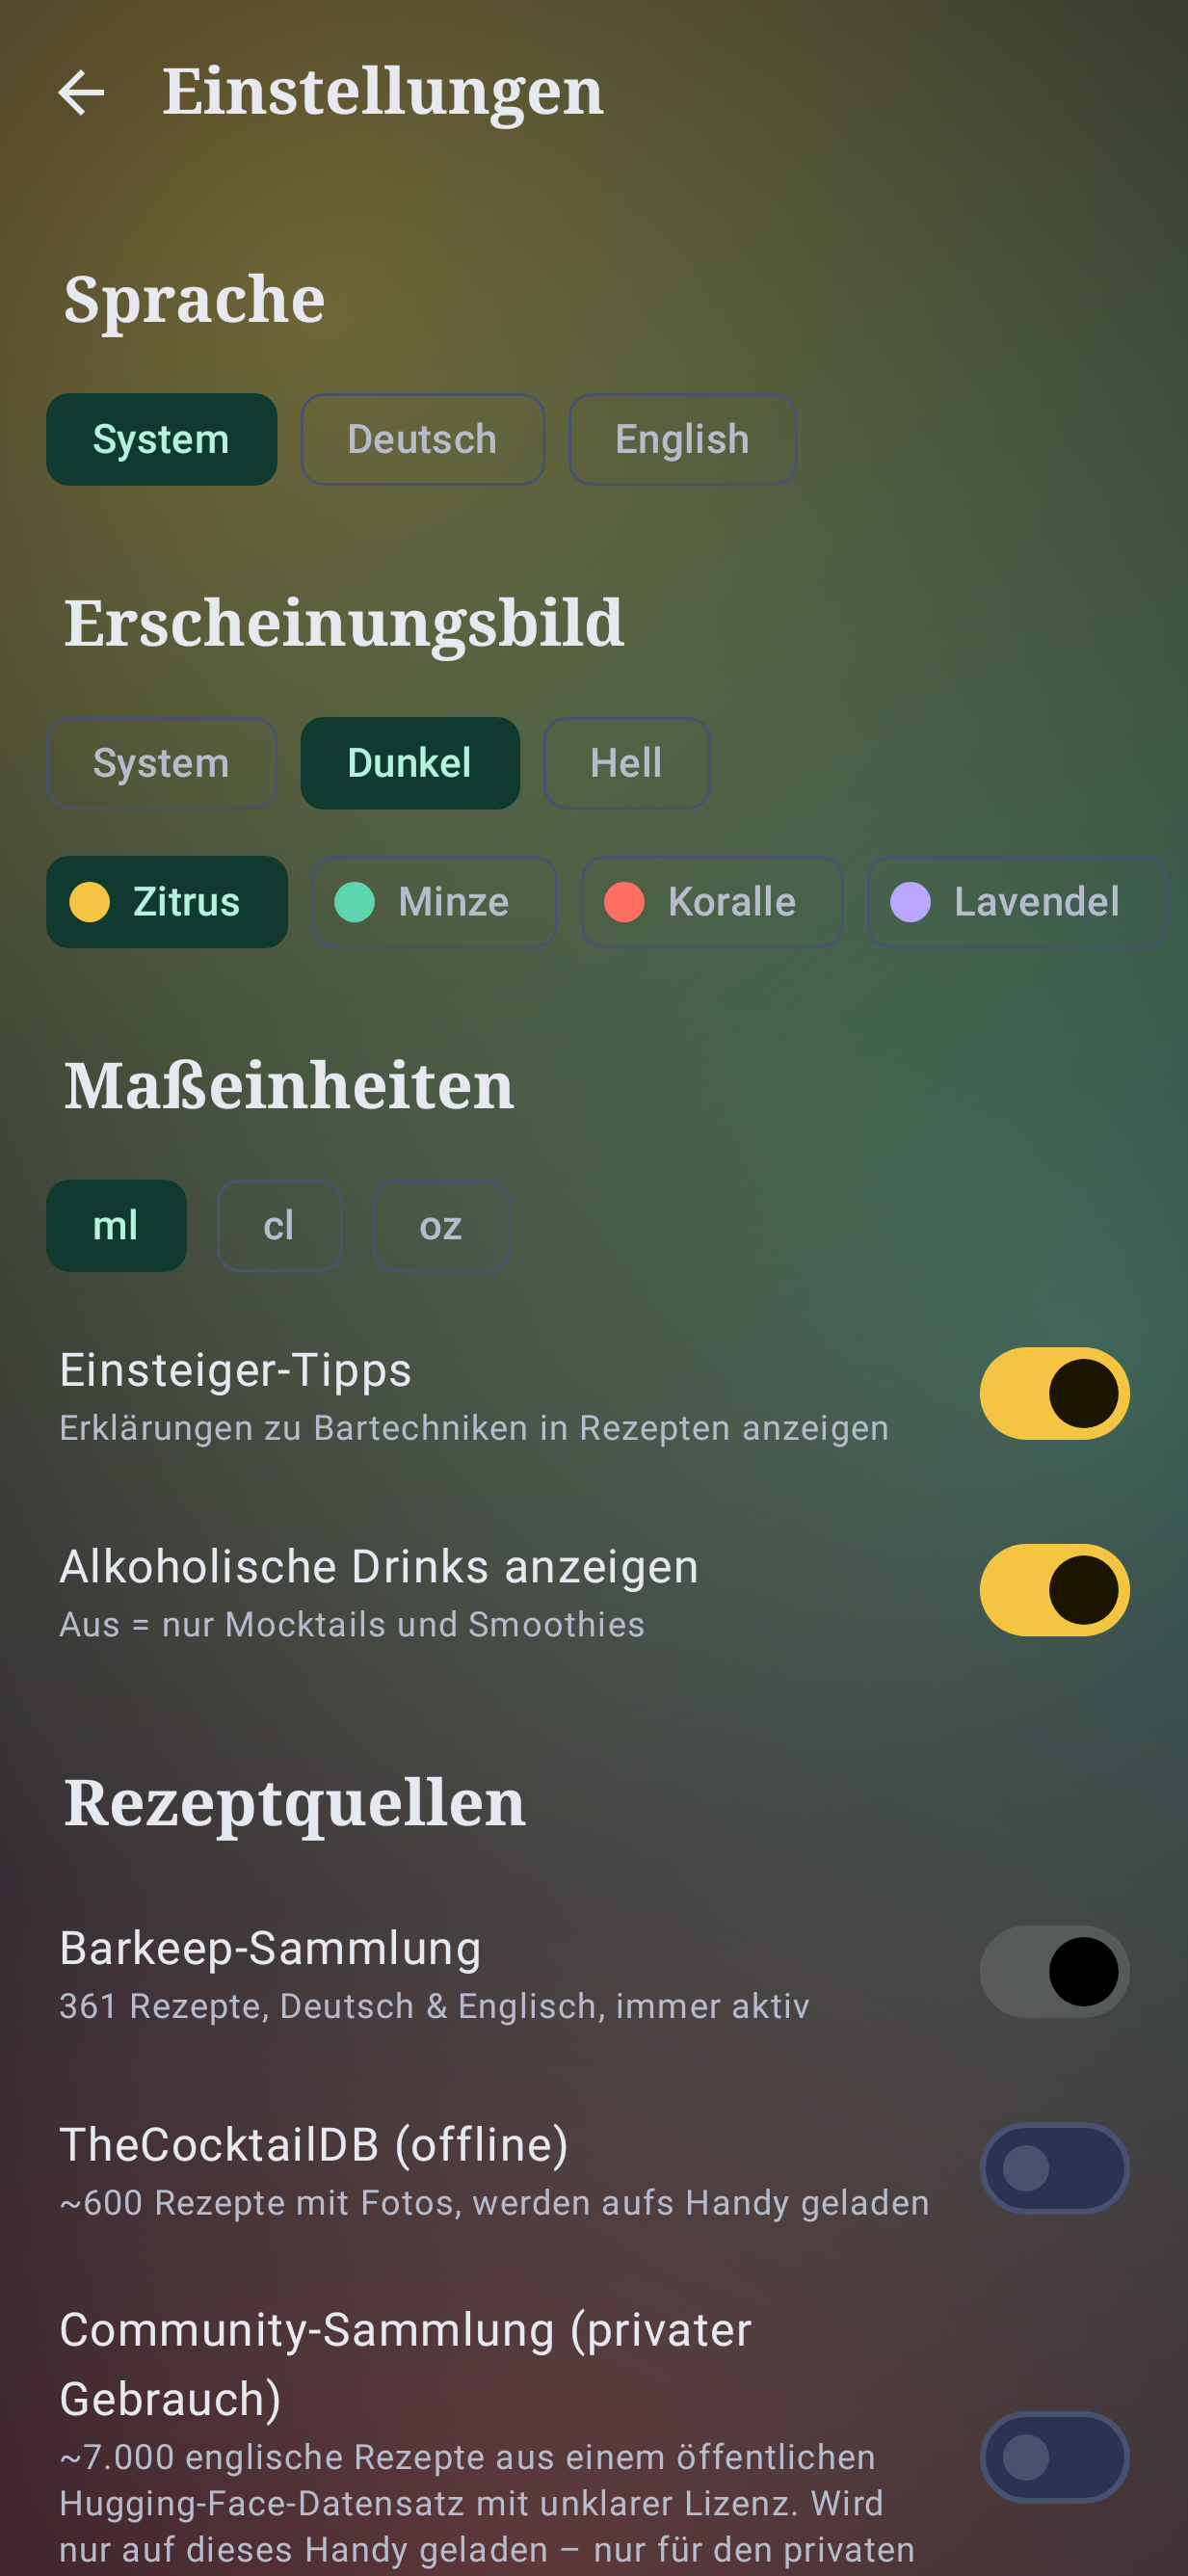 Einstellungen
Sprache
System Deutsch English
Erscheinungsbild
System Dunkel Hell
Zitrus Minze Koralle Lavendel
Maßeinheiten
ml cl oz
Einsteiger-Tipps
Erklärungen zu Bartechniken in Rezepten anzeigen
Alkoholische Drinks anzeigen
Aus = nur Mocktails und Smoothies
Rezeptquellen
Barkeep-Sammlung
361 Rezepte, Deutsch & Englisch, immer aktiv
TheCocktailDB (offline)
~600 Rezepte mit Fotos, werden aufs Handy geladen
Community-Sammlung (privater
Gebrauch)
~7.000 englische Rezepte aus einem öffentlichen
Hugging-Face-Datensatz mit unklarer Lizenz. Wird
nur auf dieses Handy geladen – nur für den privaten